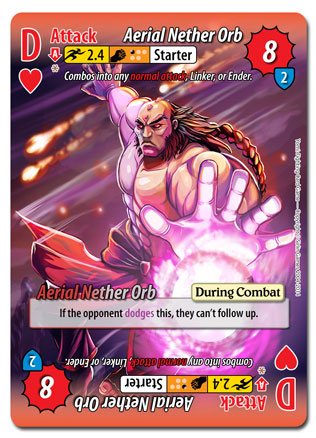 D Attack Aerial Nether Orb
2.4 Starter 8
Combos into any normal attack, Linker, or Ender. 2
Aerial Nether Orb During Combat
If the opponent dodges this, they can't follow up.
Combos into any normal attack, Linker, or Ender. 2
2.4 Starter 8
D Attack Aerial Nether Orb